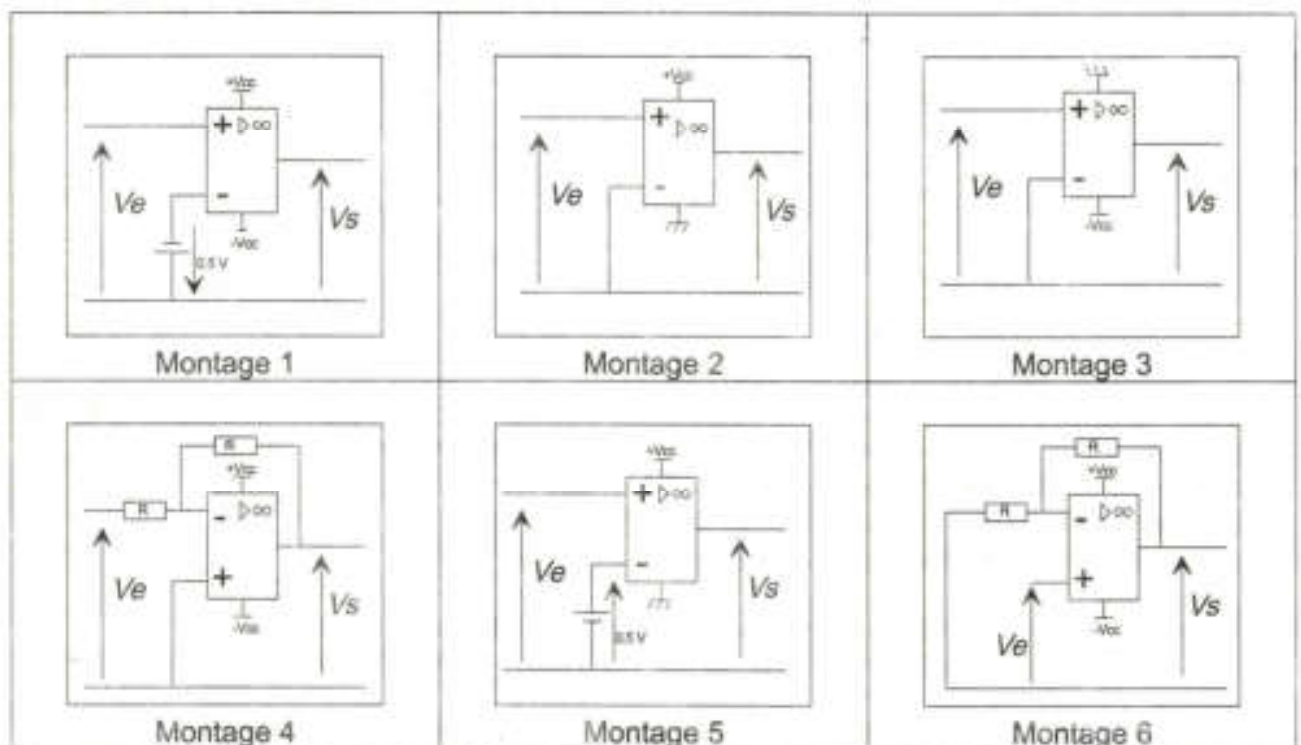 +Vcc
+ ▷ ∞
-
Ve
Vs
0.5 V
-Vcc
Montage 1
+Vcc
+ ▷ ∞
-
Ve
Vs
Montage 2
+ ▷ ∞
-
Ve
Vs
-Vcc
Montage 3
R
+Vcc
R
- ▷ ∞
+
Ve
Vs
-Vcc
Montage 4
+Vcc
+ ▷ ∞
-
Ve
Vs
0.5 V
Montage 5
R
+Vcc
R
- ▷ ∞
+
Ve
Vs
-Vcc
Montage 6